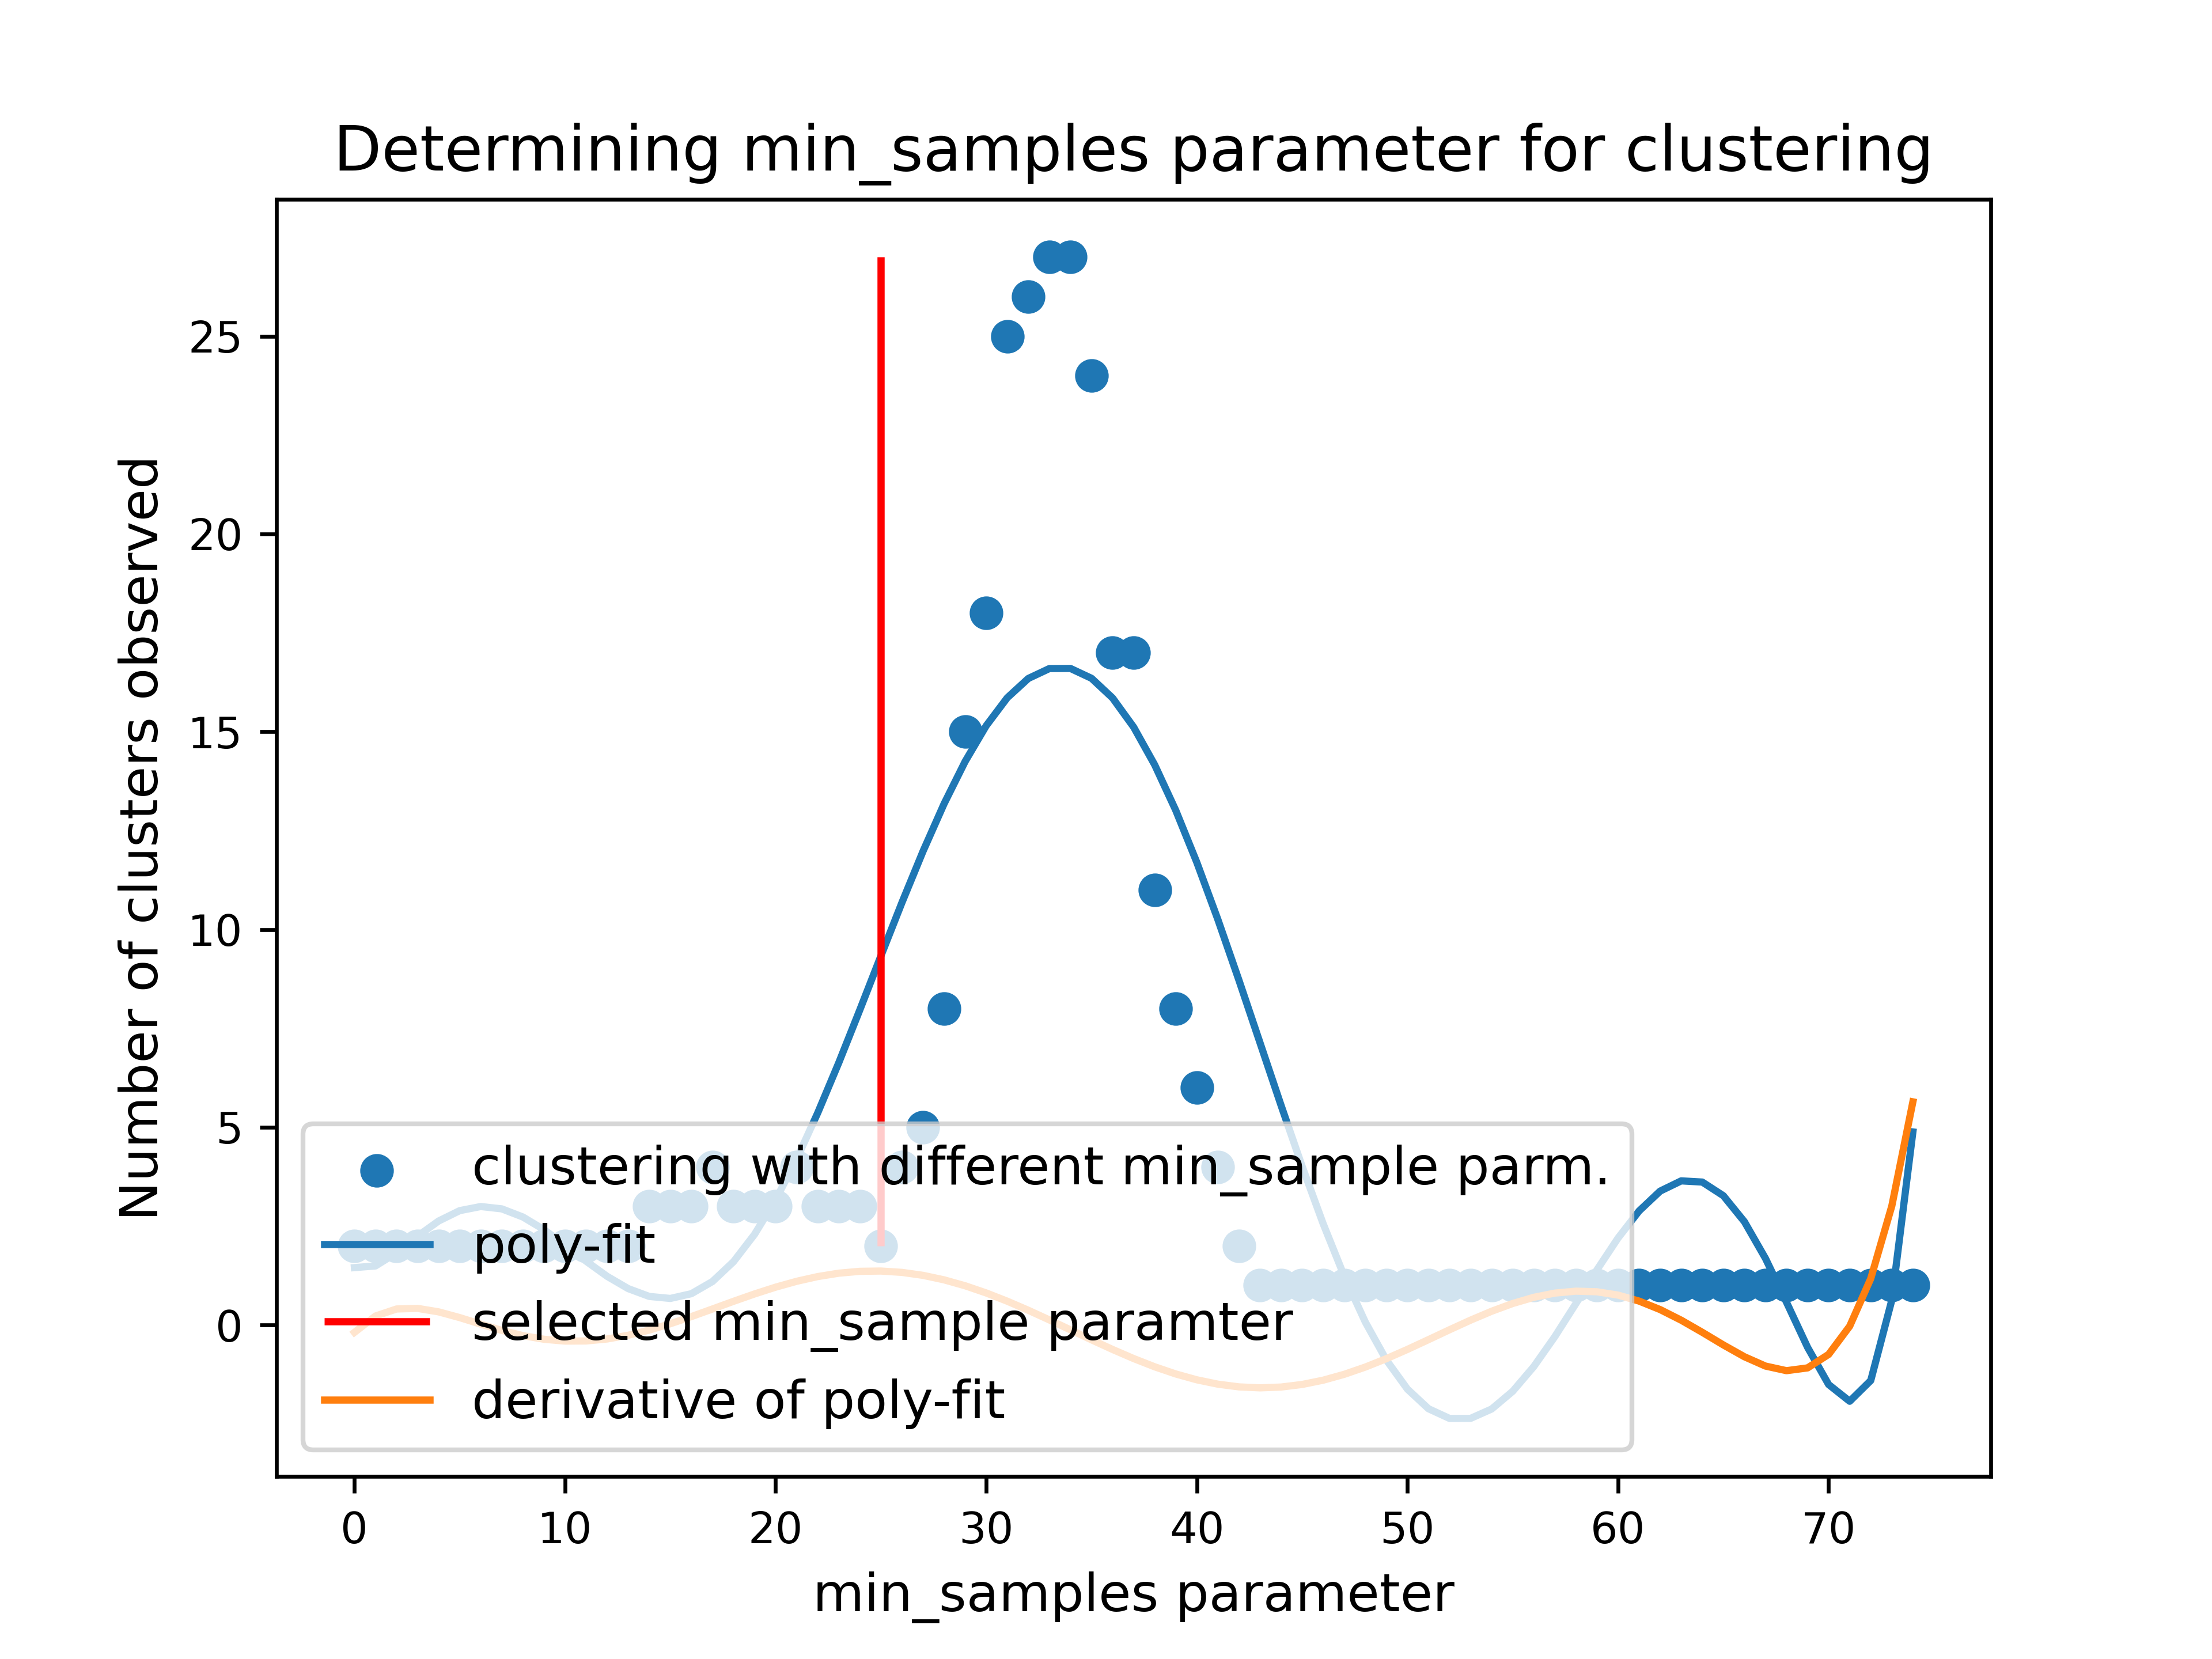 Determining min_samples parameter for clustering
Number of clusters observed
25
20
15
10
5
0
clustering with different min_sample parm.
poly-fit
selected min_sample paramter
derivative of poly-fit
0 10 20 30 40 50 60 70
min_samples parameter